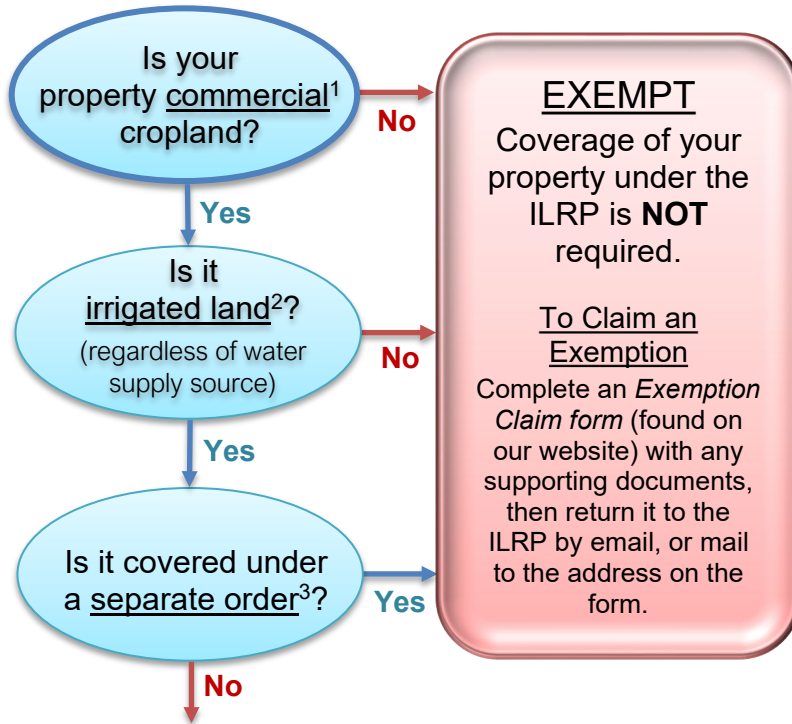 Is your
property commercial¹
cropland?
No
Yes
Is it
irrigated land²?
(regardless of water
supply source)
No
Yes
Is it covered under
a separate order³?
Yes
No
EXEMPT
Coverage of your
property under the
ILRP is NOT
required.
To Claim an
Exemption
Complete an Exemption
Claim form (found on
our website) with any
supporting documents,
then return it to the
ILRP by email, or mail
to the address on the
form.